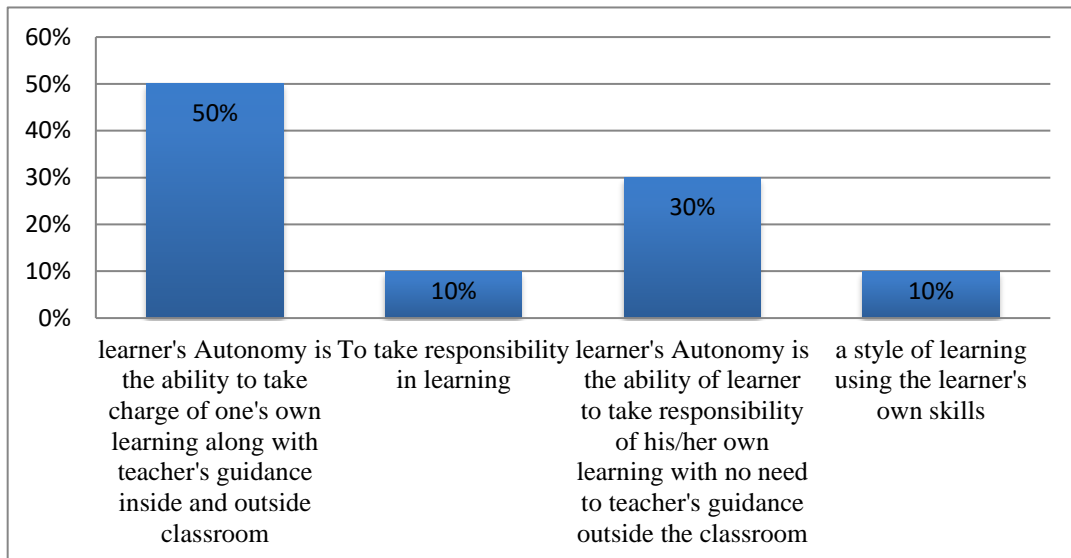 60%
50%
40%
30%
20%
10%
0%
50%
10%
30%
10%
learner's Autonomy is
the ability to take
charge of one's own
learning along with
teacher's guidance
inside and outside
classroom
To take responsibility
in learning
learner's Autonomy is
the ability of learner
to take responsibility
of his/her own
learning with no need
to teacher's guidance
outside the classroom
a style of learning
using the learner's
own skills